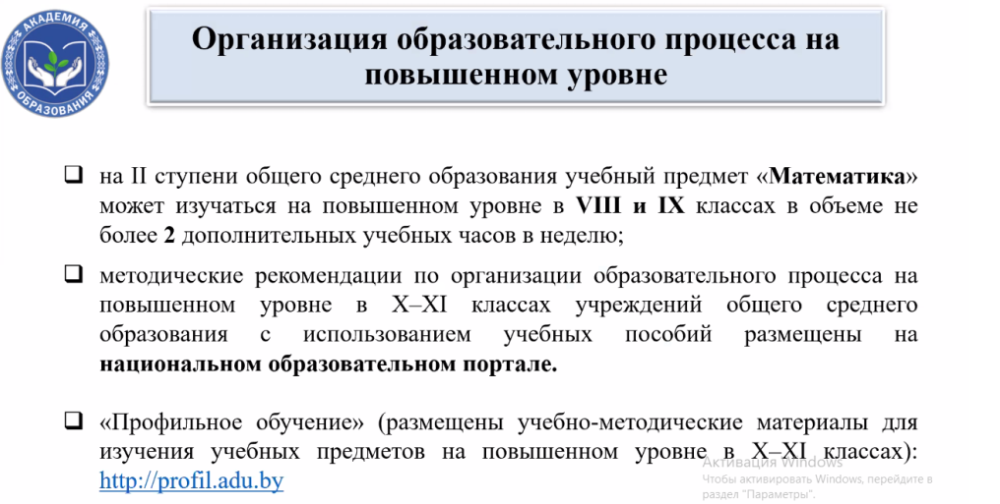 АКАДЕМИЯ
ОБРАЗОВАНИЯ
Организация образовательного процесса на
повышенном уровне
на II ступени общего среднего образования учебный предмет «Математика»
может изучаться на повышенном уровне в VIII и IX классах в объеме не
более 2 дополнительных учебных часов в неделю;
методические рекомендации по организации образовательного процесса на
повышенном уровне в X–XI классах учреждений общего среднего
образования с использованием учебных пособий размещены на
национальном образовательном портале.
«Профильное обучение» (размещены учебно-методические материалы для
изучения учебных предметов на повышенном уровне в X–XI классах):
http://profil.adu.by
Активация Windows
Чтобы активировать Windows, перейдите в
раздел "Параметры".